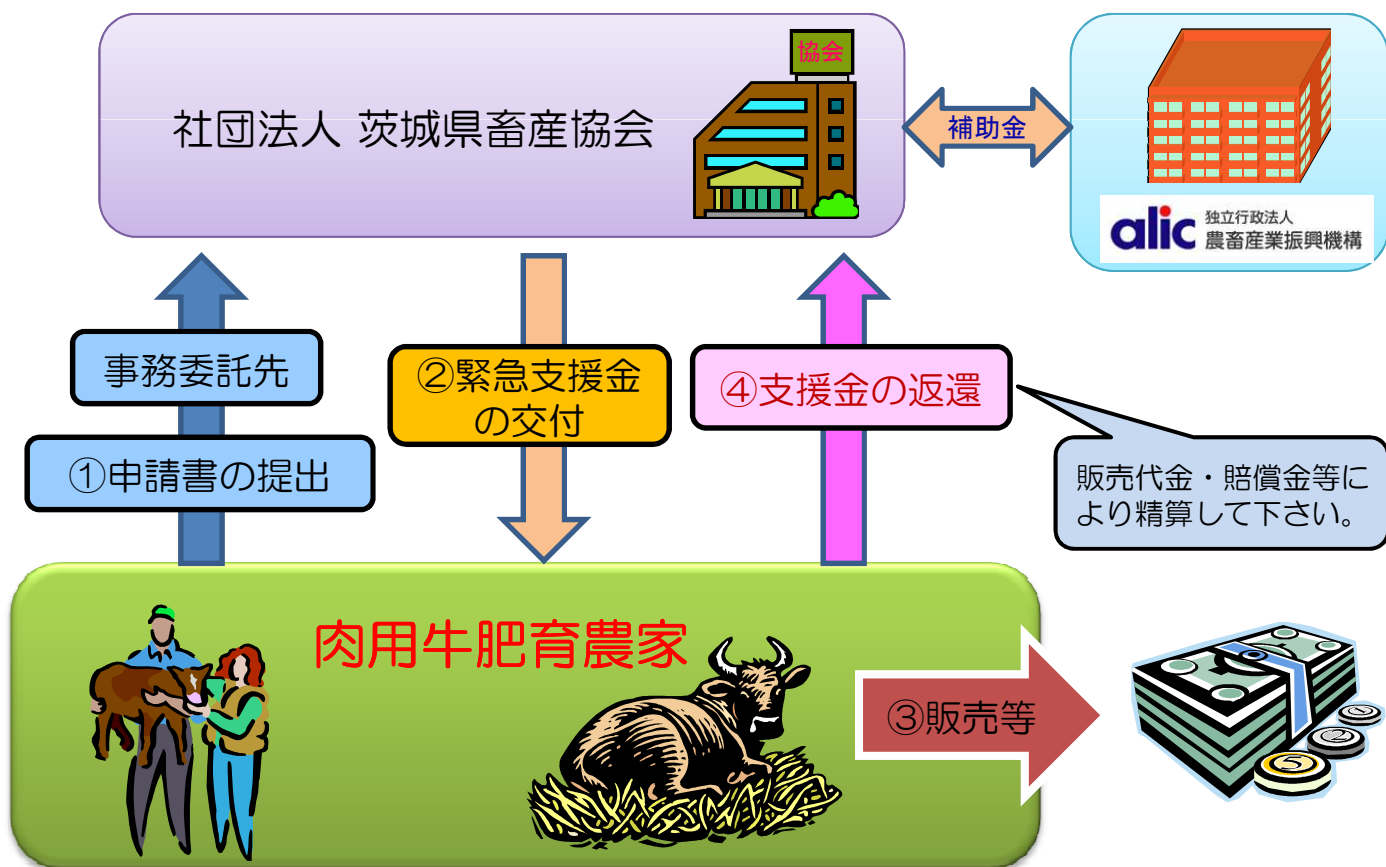 協会
社団法人 茨城県畜産協会
補助金
alic
独立行政法人
農畜産業振興機構
事務委託先
①申請書の提出
②緊急支援金
の交付
④支援金の返還
販売代金・賠償金等に
より精算して下さい。
肉用牛肥育農家
③販売等
1
2
5